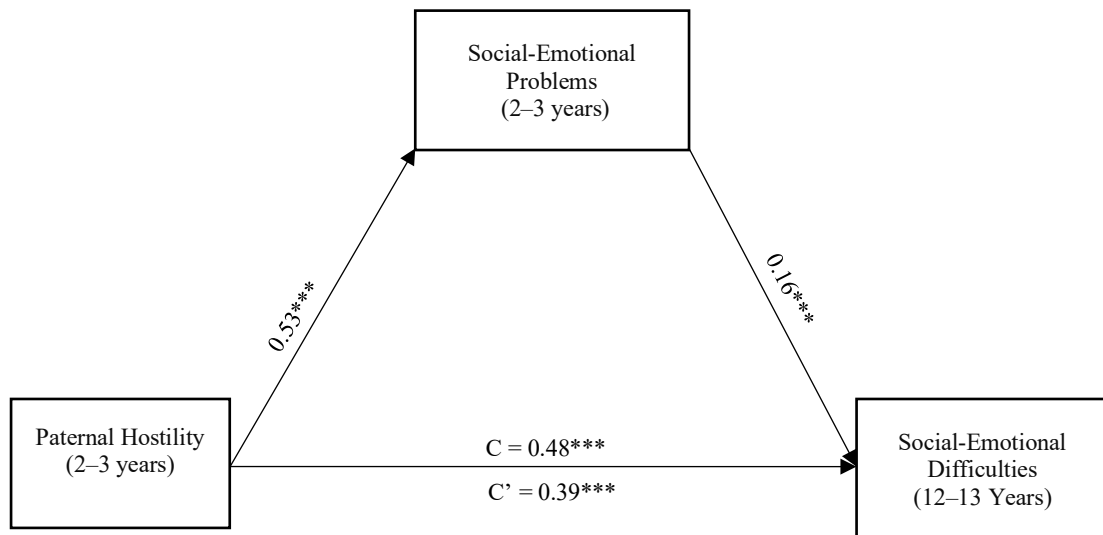 Social-Emotional
Problems
(2–3 years)
0.53***
0.16***
Paternal Hostility
(2–3 years)
C = 0.48***
C’ = 0.39***
Social-Emotional
Difficulties
(12–13 Years)